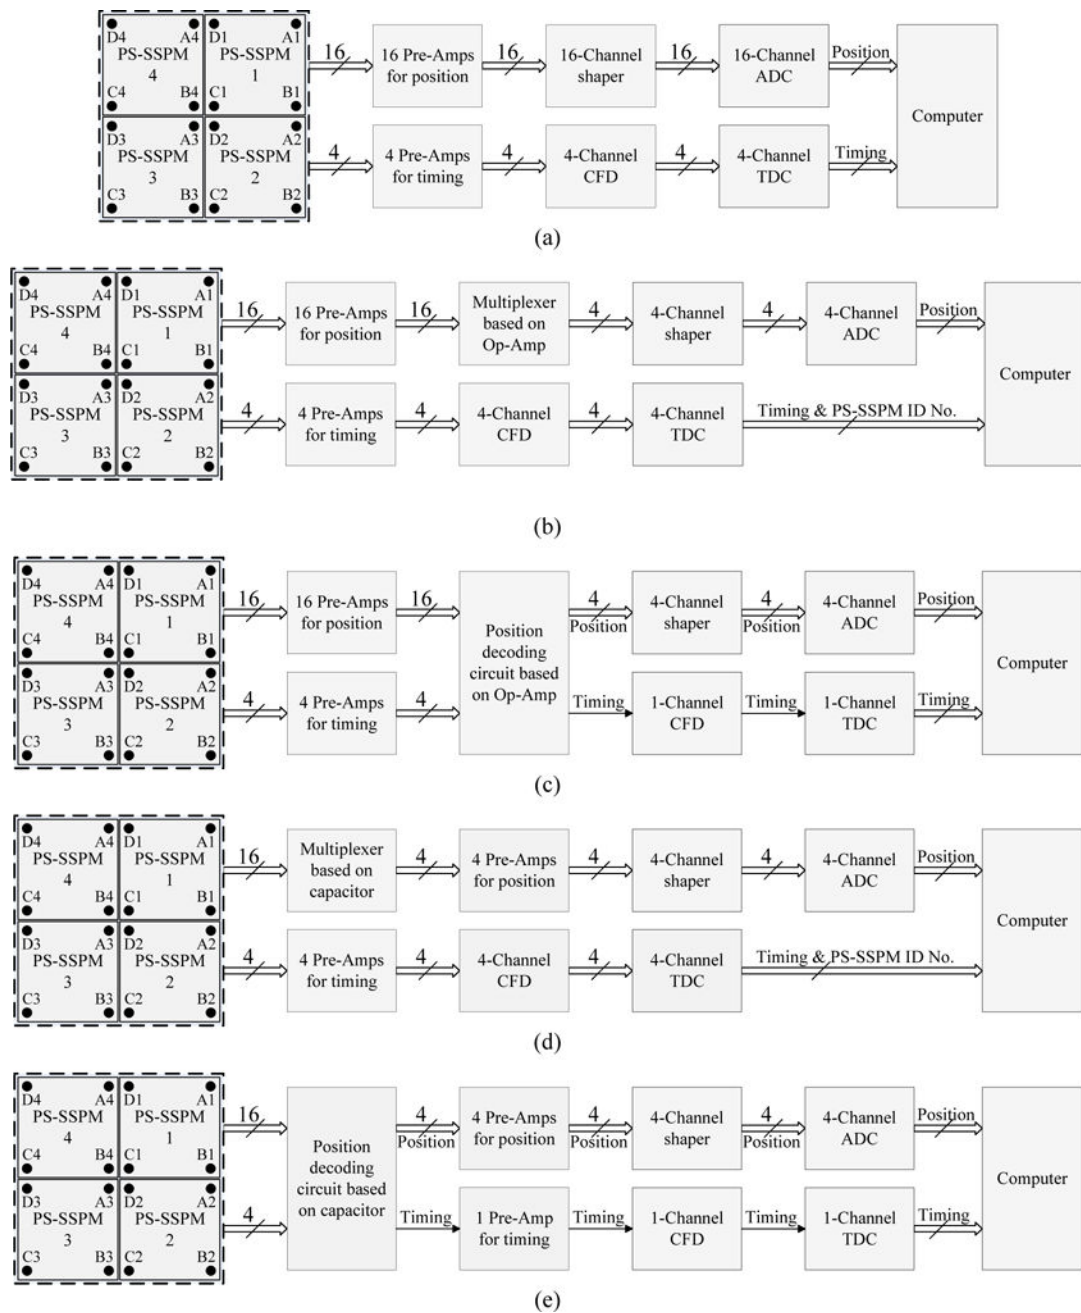 D4 A4 D1 A1
PS-SSPM PS-SSPM
4 1
C4 B4 C1 B1
D3 A3 D2 A2
PS-SSPM PS-SSPM
3 2
C3 B3 C2 B2
16
16 Pre-Amps
for position
16
16-Channel
shaper
16
16-Channel
ADC
Position
4
4 Pre-Amps
for timing
4
4-Channel
CFD
4
4-Channel
TDC
Timing
Computer
(a)
D4 A4 D1 A1
PS-SSPM PS-SSPM
4 1
C4 B4 C1 B1
D3 A3 D2 A2
PS-SSPM PS-SSPM
3 2
C3 B3 C2 B2
16
16 Pre-Amps
for position
16
Multiplexer
based on
Op-Amp
4
4-Channel
shaper
4
4-Channel
ADC
Position
4
4 Pre-Amps
for timing
4
4-Channel
CFD
4
4-Channel
TDC
Timing & PS-SSPM ID No.
Computer
(b)
D4 A4 D1 A1
PS-SSPM PS-SSPM
4 1
C4 B4 C1 B1
D3 A3 D2 A2
PS-SSPM PS-SSPM
3 2
C3 B3 C2 B2
16
16 Pre-Amps
for position
16
4
4 Pre-Amps
for timing
4
Position
decoding
circuit based
on Op-Amp
4
Position
4-Channel
shaper
4
Position
4-Channel
ADC
Position
Timing
1-Channel
CFD
Timing
1-Channel
TDC
Timing
Computer
(c)
D4 A4 D1 A1
PS-SSPM PS-SSPM
4 1
C4 B4 C1 B1
D3 A3 D2 A2
PS-SSPM PS-SSPM
3 2
C3 B3 C2 B2
16
Multiplexer
based on
capacitor
4
4 Pre-Amps
for position
4
4-Channel
shaper
4
4-Channel
ADC
Position
4
4 Pre-Amps
for timing
4
4-Channel
CFD
4
4-Channel
TDC
Timing & PS-SSPM ID No.
Computer
(d)
D4 A4 D1 A1
PS-SSPM PS-SSPM
4 1
C4 B4 C1 B1
D3 A3 D2 A2
PS-SSPM PS-SSPM
3 2
C3 B3 C2 B2
16
4
Position
decoding
circuit based
on capacitor
4
Position
4 Pre-Amps
for position
4
Position
4-Channel
shaper
4
Position
4-Channel
ADC
Position
Timing
1 Pre-Amp
for timing
Timing
1-Channel
CFD
Timing
1-Channel
TDC
Timing
Computer
(e)